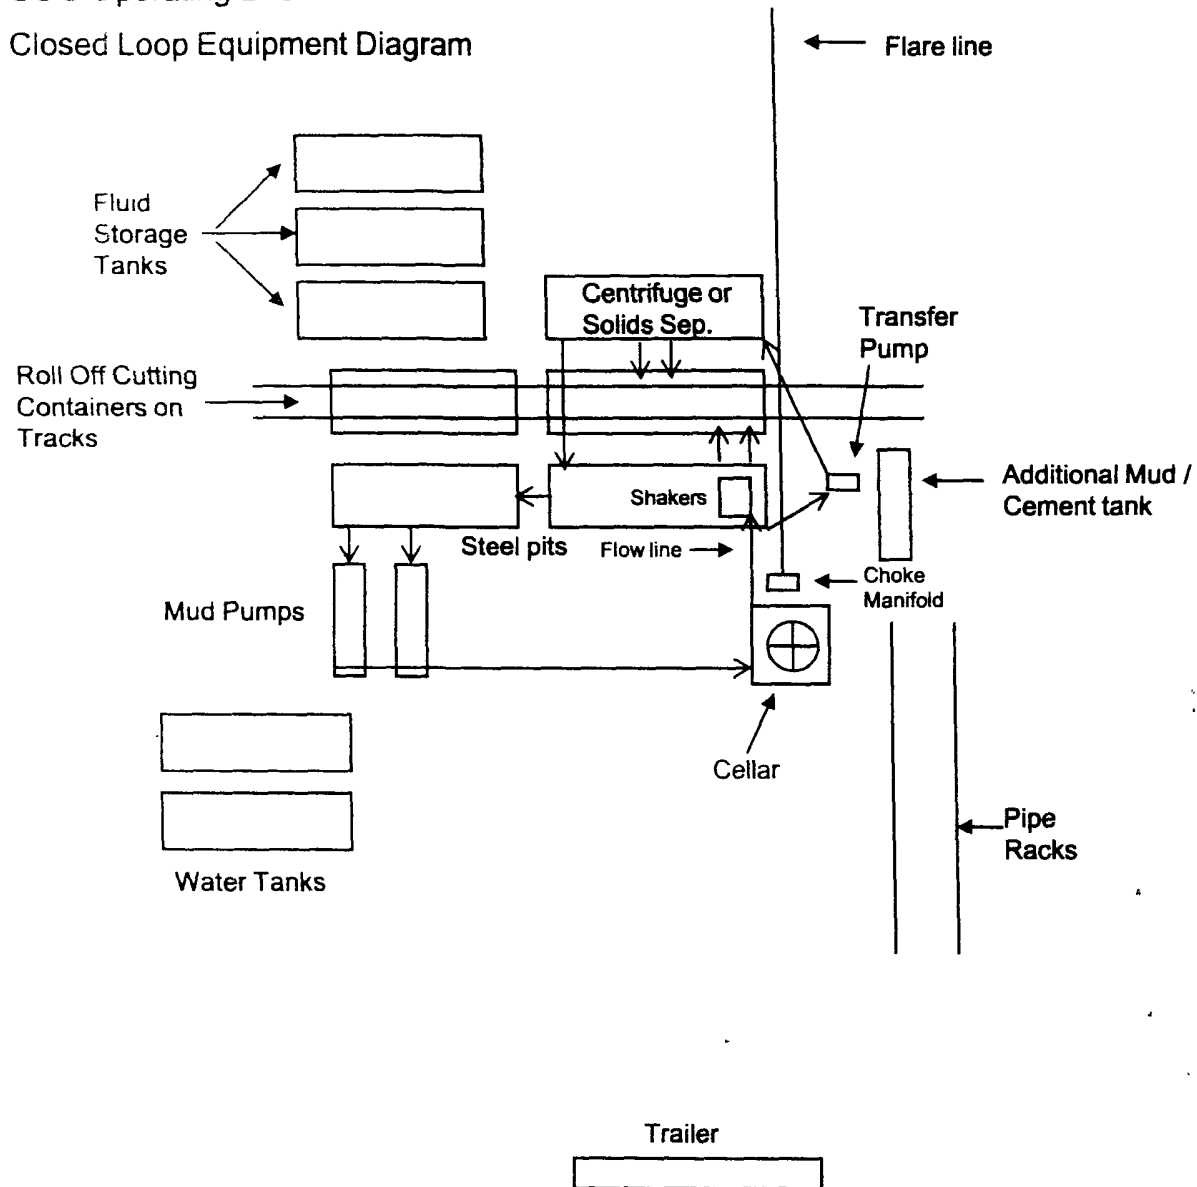 Operating
Closed Loop Equipment Diagram
Flare line
Fluid
Storage
Tanks
Centrifuge or
Solids Sep.
Transfer
Pump
Roll Off Cutting
Containers on
Tracks
Additional Mud /
Cement tank
Shakers
Steel pits
Flow line
Choke
Manifold
Mud Pumps
Cellar
Pipe
Racks
Water Tanks
Trailer